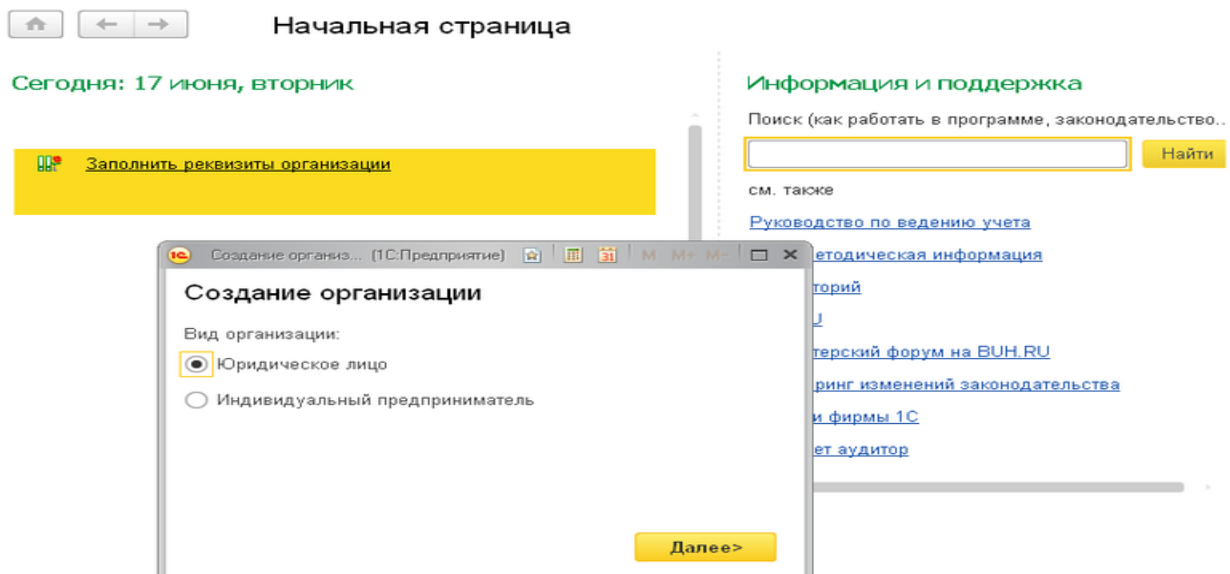 Начальная страница
Сегодня: 17 июня, вторник
Заполнить реквизиты организации
Информация и поддержка
Поиск (как работать в программе, законодательство..
Найти
см. также
Руководство по ведению учета
етодическая информация
торий
U
терский форум на BUH.RU
ринг изменений законодательства
и фирмы 1С
ет аудитор
1С Создание организ... (1С:Предприятие) 31 M M+ M-
Создание организации
Вид организации:
Юридическое лицо
Индивидуальный предприниматель
Далее>